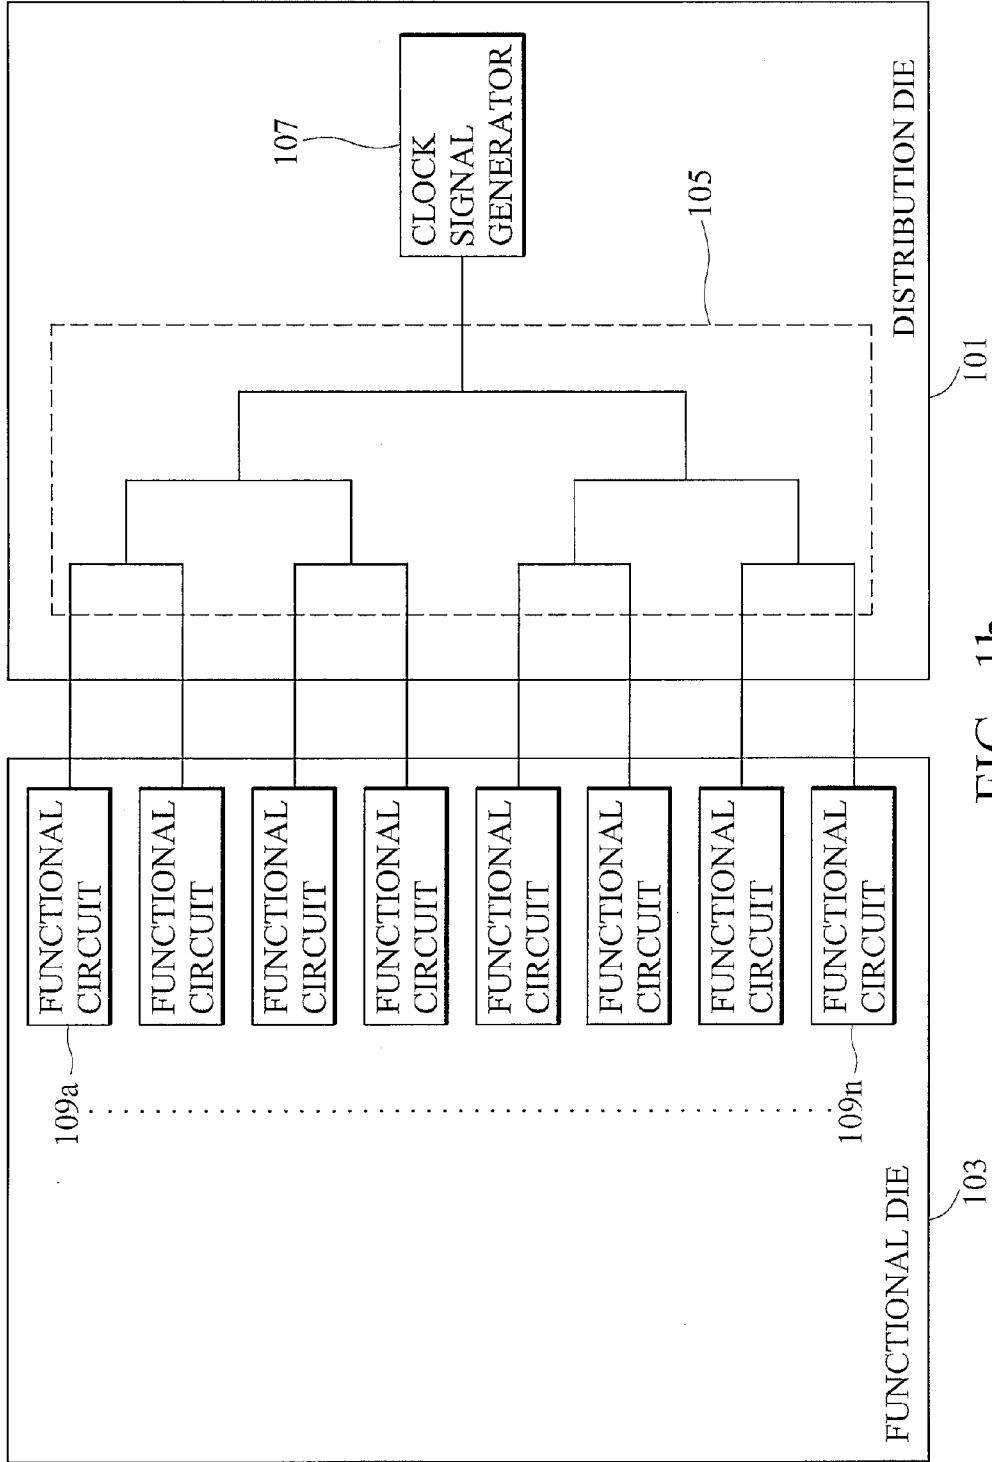 107
CLOCK
SIGNAL
GENERATOR
105
DISTRIBUTION DIE
101
FUNCTIONAL
CIRCUIT
FUNCTIONAL
CIRCUIT
FUNCTIONAL
CIRCUIT
FUNCTIONAL
CIRCUIT
FUNCTIONAL
CIRCUIT
FUNCTIONAL
CIRCUIT
FUNCTIONAL
CIRCUIT
FUNCTIONAL
CIRCUIT
109a
109n
FUNCTIONAL DIE
103